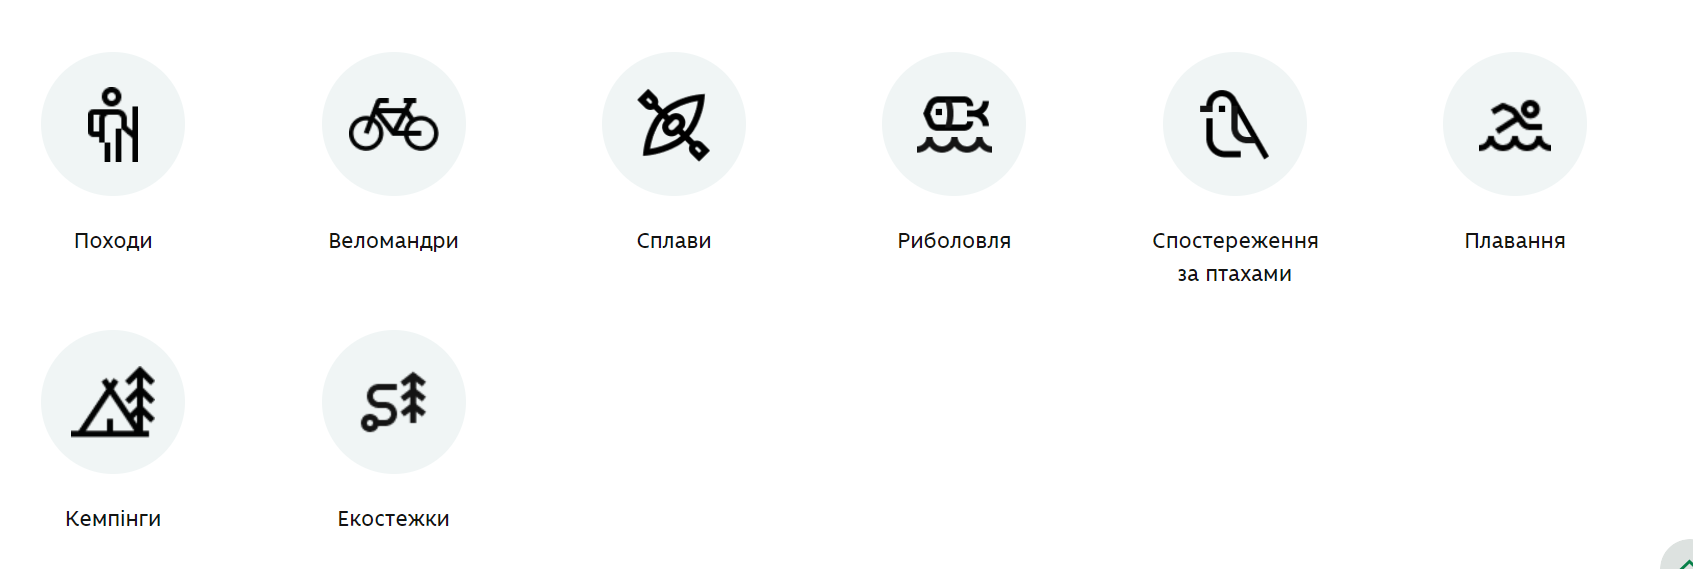 Походи
Веломандри
Сплави
Риболовля
Спостереження
за птахами
Плавання
Кемпінги
Екостежки